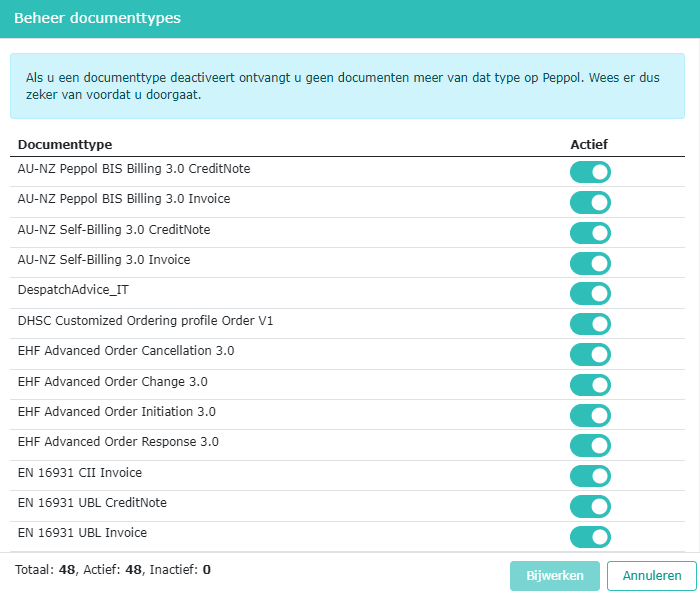 Beheer documenttypes
Als u een documenttype deactiveert ontvangt u geen documenten meer van dat type op Peppol. Wees er dus
zeker van voordat u doorgaat.
Documenttype Actief
AU-NZ Peppol BIS Billing 3.0 CreditNote
AU-NZ Peppol BIS Billing 3.0 Invoice
AU-NZ Self-Billing 3.0 CreditNote
AU-NZ Self-Billing 3.0 Invoice
DespatchAdvice_IT
DHSC Customized Ordering profile Order V1
EHF Advanced Order Cancellation 3.0
EHF Advanced Order Change 3.0
EHF Advanced Order Initiation 3.0
EHF Advanced Order Response 3.0
EN 16931 CII Invoice
EN 16931 UBL CreditNote
EN 16931 UBL Invoice
Totaal: 48, Actief: 48, Inactief: 0 Bijwerken Annuleren